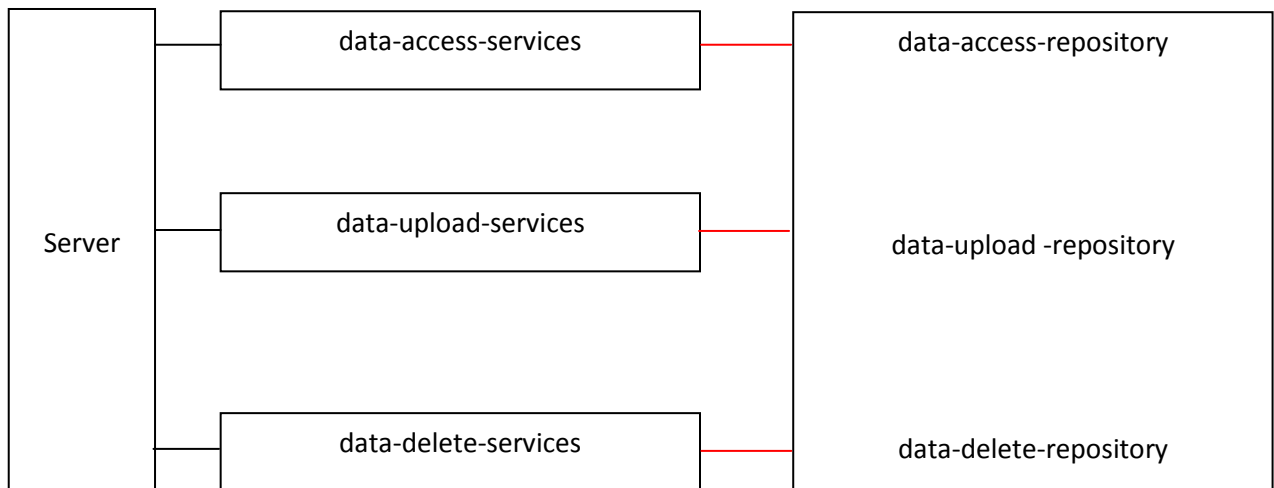 data-access-services
data-access-repository
data-upload-services
Server
data-upload -repository
data-delete-services
data-delete-repository